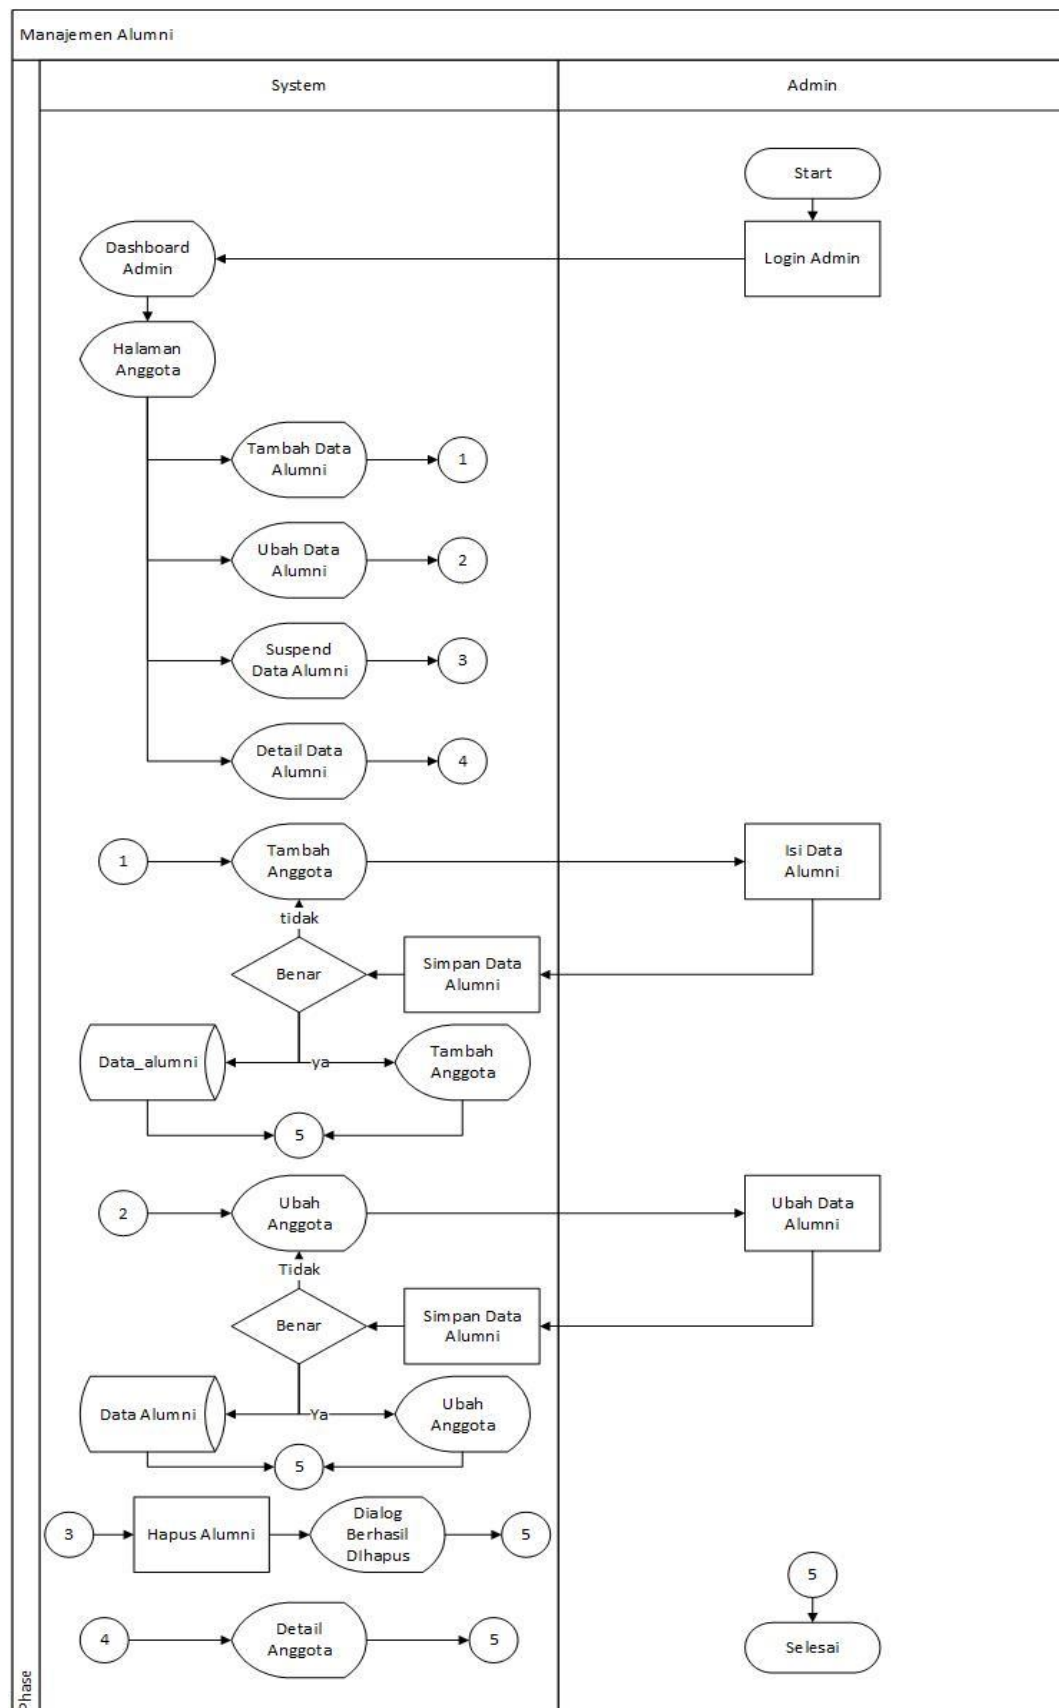 Manajemen Alumni
System
Admin
Start
Dashboard
Admin
Login Admin
Halaman
Anggota
Tambah Data
Alumni
1
Ubah Data
Alumni
2
Suspend
Data Alumni
3
Detail Data
Alumni
4
1
Tambah
Anggota
Isi Data
Alumni
tidak
Benar
Simpan Data
Alumni
Data_alumni
ya
Tambah
Anggota
5
2
Ubah
Anggota
Ubah Data
Alumni
Tidak
Benar
Simpan Data
Alumni
Data Alumni
Ya
Ubah
Anggota
5
3
Hapus Alumni
Dialog
Berhasil
DIhapus
5
5
4
Detail
Anggota
5
Selesai
Phase